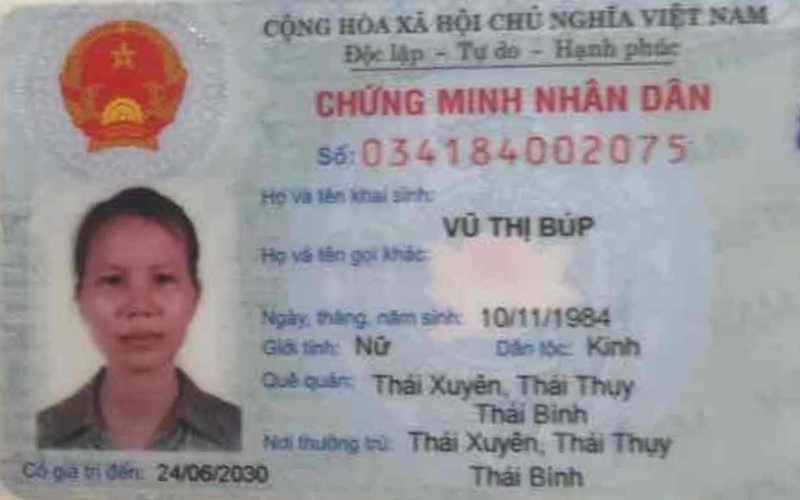 CỘNG HÒA XÃ HỘI CHỦ NGHĨA VIỆT NAM
Độc lập - Tự do - Hạnh phúc
CHỨNG MINH NHÂN DÂN
Số: 034184002075
Họ và tên khai sinh:
VŨ THỊ BÚP
Họ và tên gọi khác:
Ngày, tháng, năm sinh: 10/11/1984
Giới tính: Nữ Dân tộc: Kinh
Quê quán: Thái Xuyên, Thái Thụy
Thái Bình
Nơi thường trú: Thái Xuyên, Thái Thụy
Thái Bình
Có giá trị đến: 24/06/2030